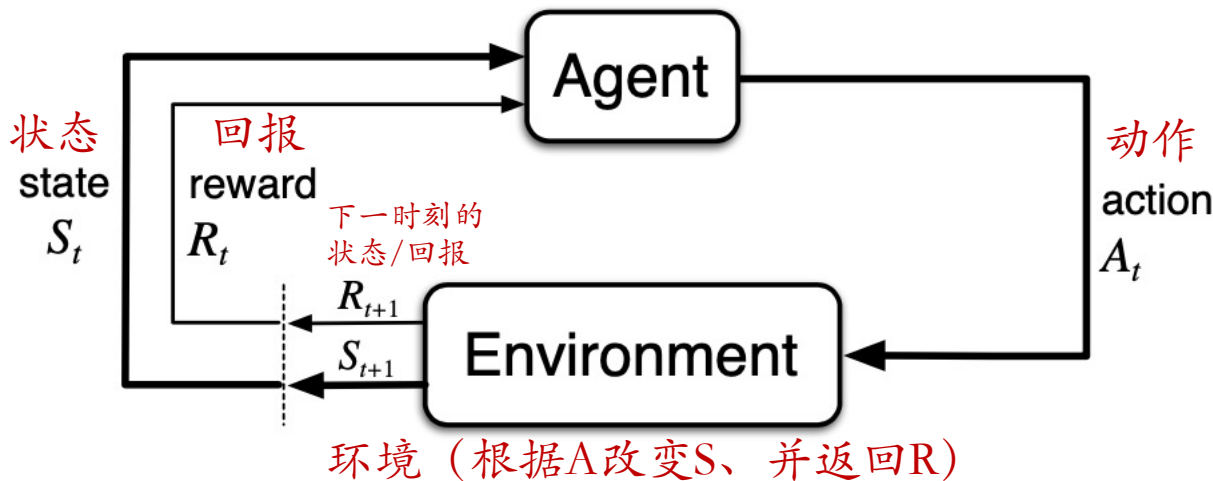 Agent
状态
state
S_t
回报
reward
R_t
动作
action
A_t
下一时刻的
状态/回报
R_{t+1}
S_{t+1}
Environment
环境（根据A改变S、并返回R）